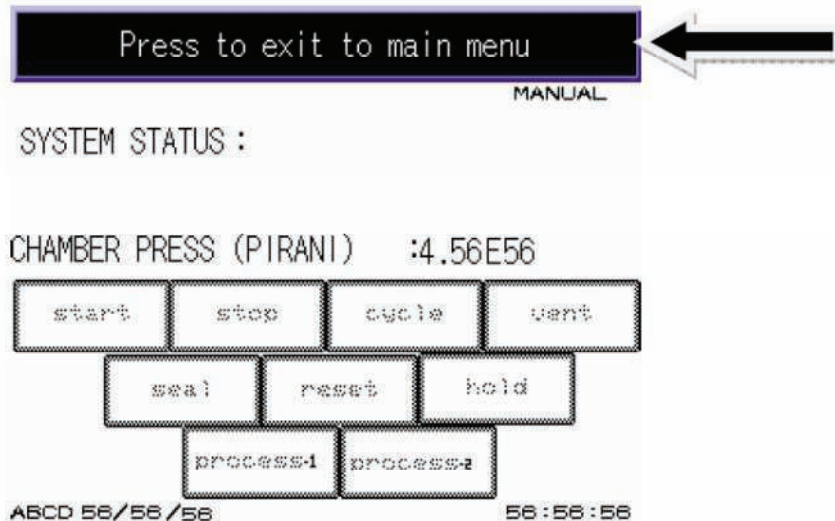 Press to exit to main menu
MANUAL
SYSTEM STATUS :
CHAMBER PRESS (PIRANI) :4.56E56
start stop cycle vent
seal reset hold
process-1 process-2
ABCD 56/56/56 56:56:56